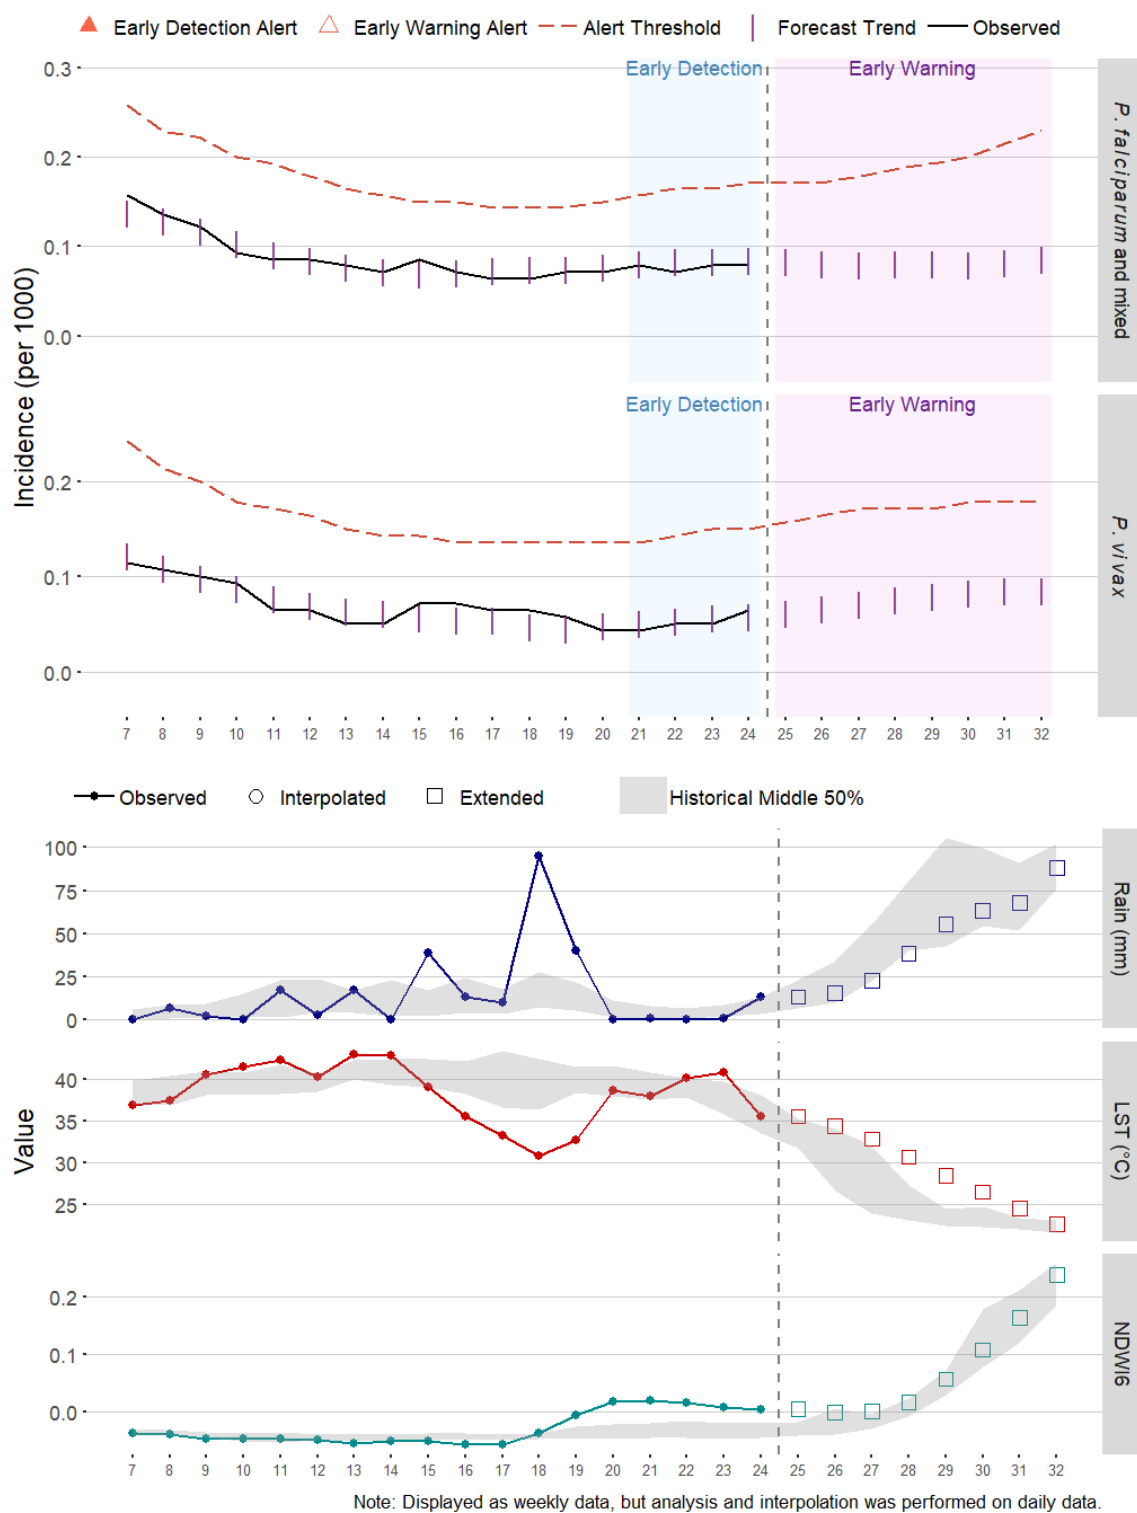 Early Detection Alert Early Warning Alert Alert Threshold Forecast Trend Observed
Incidence (per 1000)
0.3
0.2
0.1
0.0
Early Detection Early Warning
P. falciparum and mixed
0.2
0.1
0.0
Early Detection Early Warning
P. vivax
7 8 9 10 11 12 13 14 15 16 17 18 19 20 21 22 23 24 25 26 27 28 29 30 31 32
Observed Interpolated Extended Historical Middle 50%
Value
100
75
50
25
0
Rain (mm)
40
35
30
25
LST (°C)
0.2
0.1
0.0
NDWI6
7 8 9 10 11 12 13 14 15 16 17 18 19 20 21 22 23 24 25 26 27 28 29 30 31 32
Note: Displayed as weekly data, but analysis and interpolation was performed on daily data.